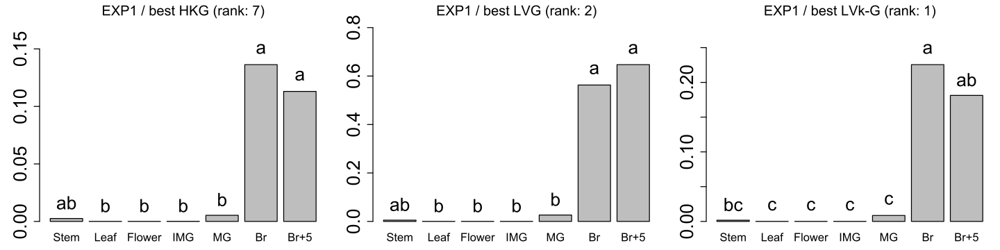 EXP1 / best HKG (rank: 7)
0.15
0.10
0.05
0.00
ab b b b b a a
Stem Leaf Flower IMG MG Br Br+5
EXP1 / best LVG (rank: 2)
0.8
0.6
0.4
0.2
0.0
ab b b b b a a
Stem Leaf Flower IMG MG Br Br+5
EXP1 / best LVk-G (rank: 1)
0.20
0.10
0.00
bc c c c c a ab
Stem Leaf Flower IMG MG Br Br+5